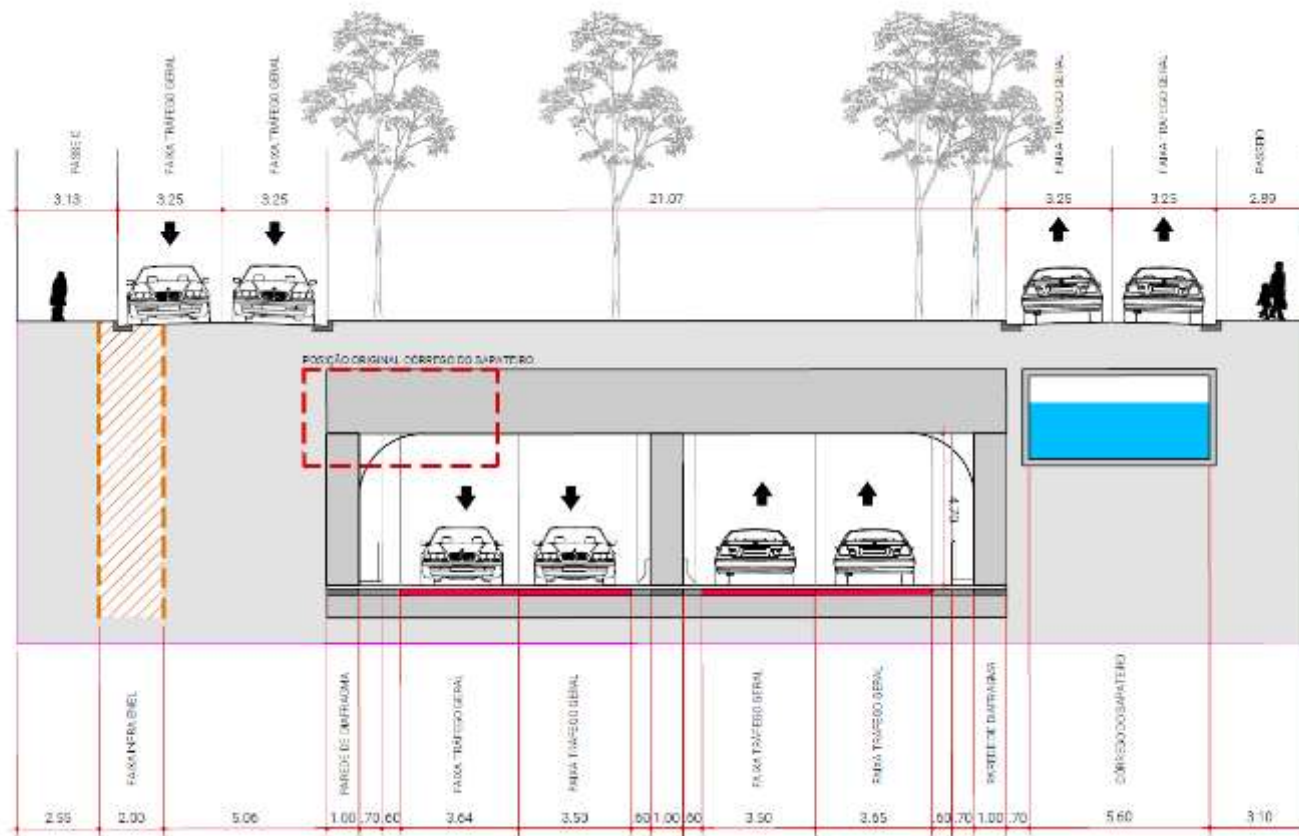 PASSEIO
FAIXA TRÁFEGO GERAL
FAIXA TRÁFEGO GERAL
FAIXA TRÁFEGO GERAL
FAIXA TRÁFEGO GERAL
PASSEIO
3.13
3.25
3.25
21.07
3.25
3.25
2.89
POSIÇÃO ORIGINAL CÓRREGO DO SAPATEIRO
4.70
FAIXA INFRA ENEL
PAREDE DE DIAFRAGMA
FAIXA TRÁFEGO GERAL
FAIXA TRÁFEGO GERAL
FAIXA TRÁFEGO GERAL
FAIXA TRÁFEGO GERAL
PAREDE DE DIAFRAGMA
CÓRREGO DO SAPATEIRO
2.00
5.06
1.00
.70
.60
3.64
3.50
.60
1.00
.60
3.50
3.65
.60
.70
1.00
.70
5.60
3.10